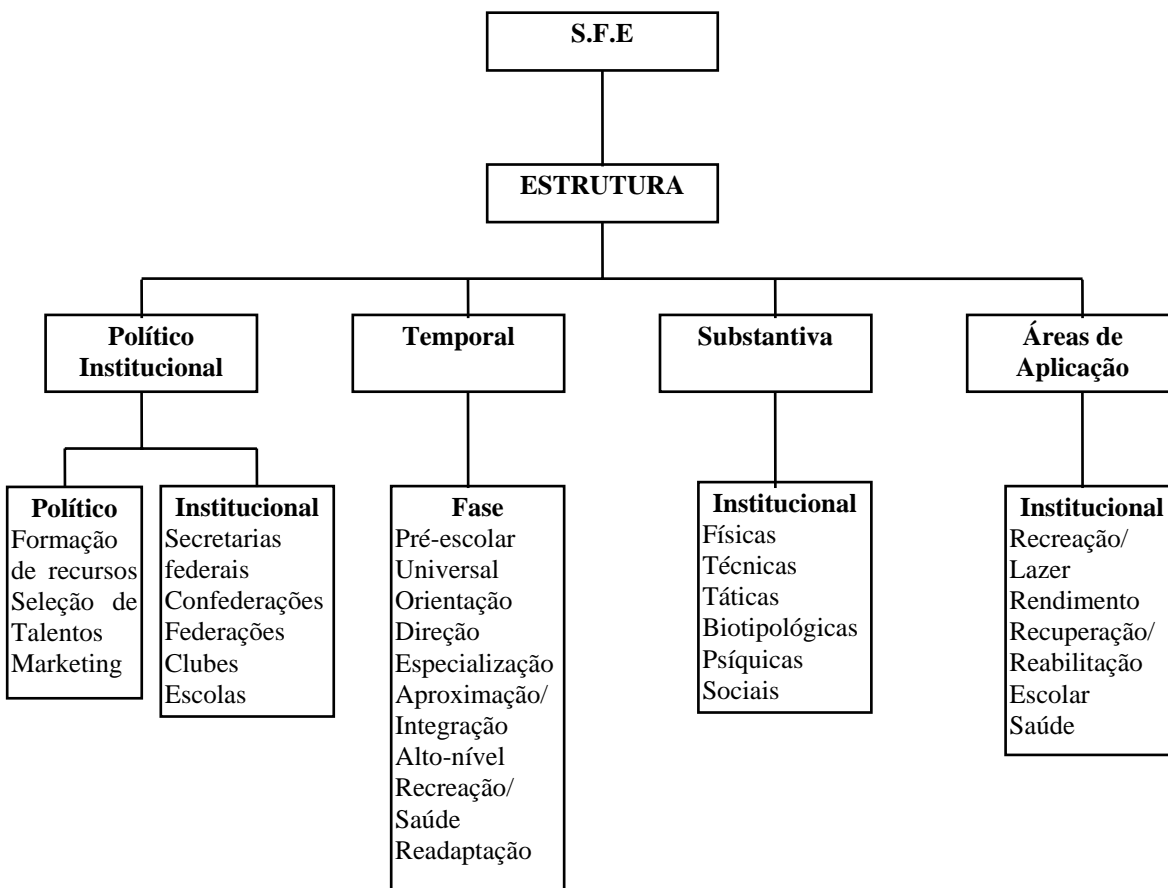 S.F.E
ESTRUTURA
Político
Institucional
Temporal
Substantiva
Áreas de
Aplicação
Político
Formação
de recursos
Seleção de
Talentos
Marketing
Institucional
Secretarias
federais
Confederações
Federações
Clubes
Escolas
Fase
Pré-escolar
Universal
Orientação
Direção
Especialização
Aproximação/
Integração
Alto-nível
Recreação/
Saúde
Readaptação
Institucional
Físicas
Técnicas
Táticas
Biotipológicas
Psíquicas
Sociais
Institucional
Recreação/
Lazer
Rendimento
Recuperação/
Reabilitação
Escolar
Saúde